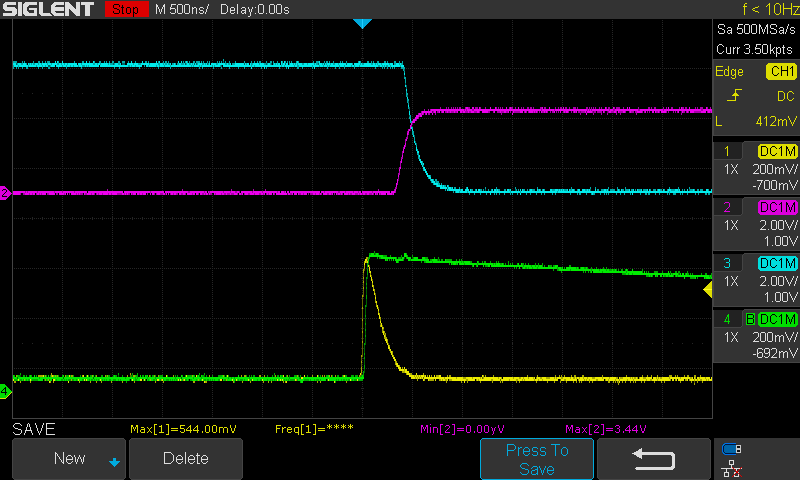 SIGLENT Stop M 500ns/ Delay:0.00s f < 10Hz
Sa 500MSa/s
Curr 3.50kpts
Edge CH1
DC
L 412mV
1 DC1M
1X 200mV/
-700mV
2 DC1M
1X 2.00V/
1.00V
3 DC1M
1X 2.00V/
1.00V
4 B DC1M
1X 200mV/
-692mV
2
4
SAVE Max[1]=544.00mV Freq[1]=**** Min[2]=0.00yV Max[2]=3.44V
New Delete Press To
Save